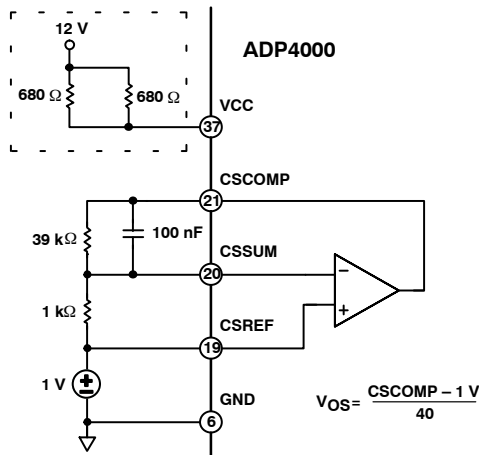 12 V
ADP4000
680 Ω
680 Ω
VCC
37
CSCOMP
21
39 kΩ
100 nF
CSSUM
20
−
1 kΩ
+
CSREF
19
1 V
GND
6
VOS= CSCOMP – 1 V
40